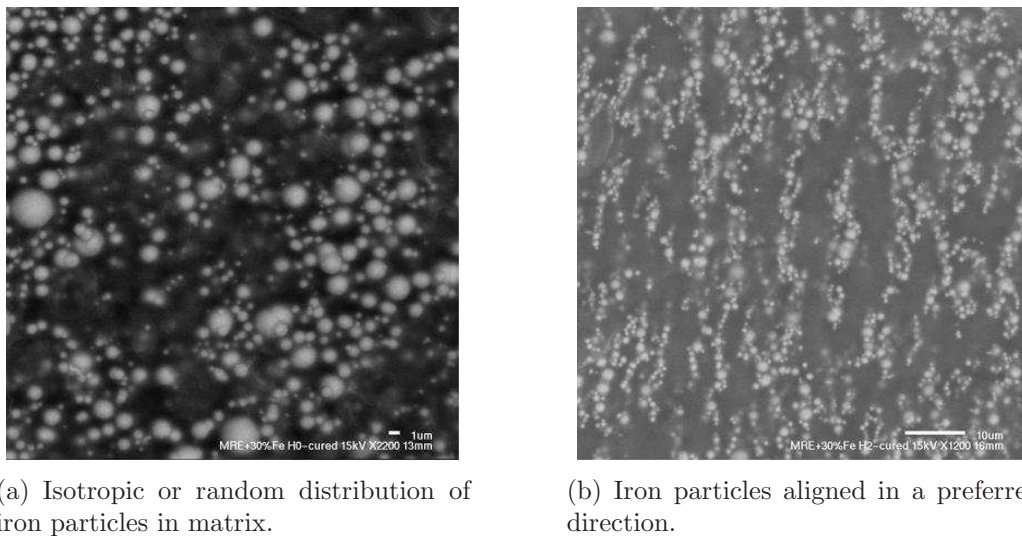 1um
MRE+30%Fe H0-cured 15kV X2200 13mm
10um
MRE+30%Fe H2-cured 15kV X1200 16mm
(a) Isotropic or random distribution of
iron particles in matrix.
(b) Iron particles aligned in a preferre
direction.